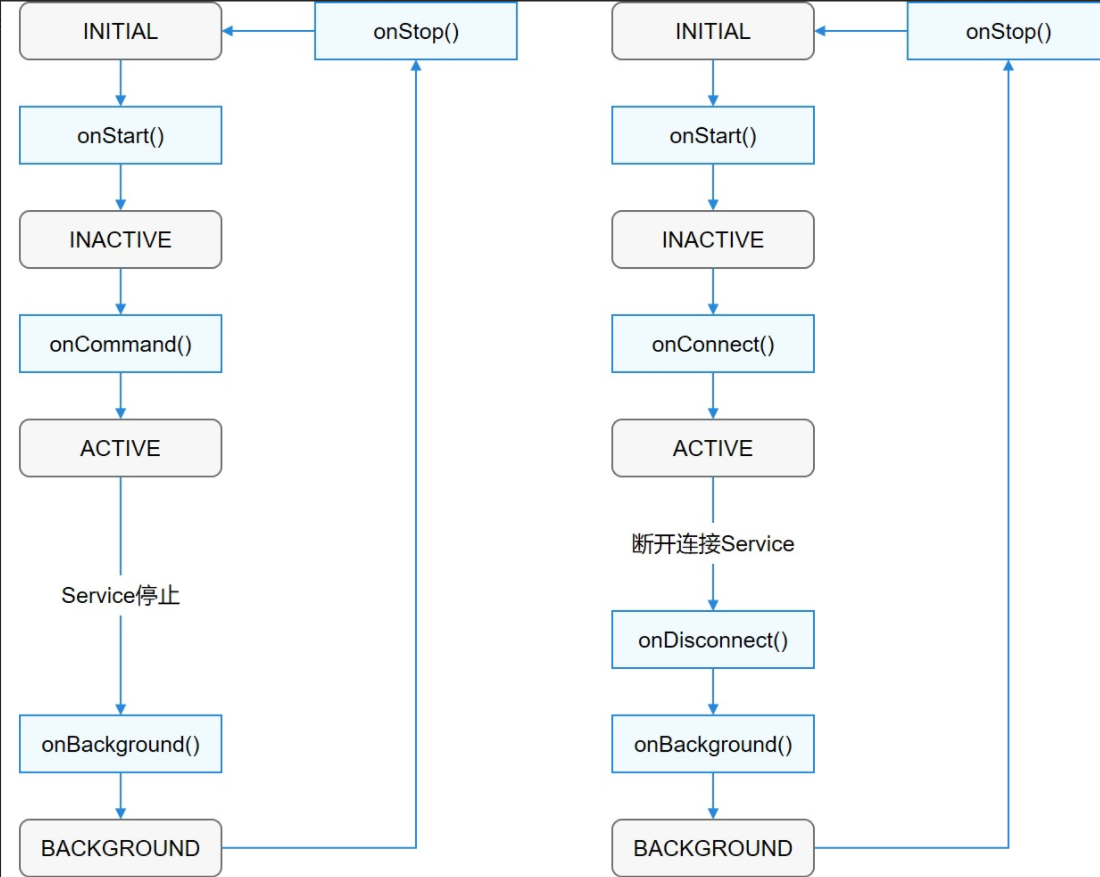 INITIAL
onStop()
onStart()
INACTIVE
onCommand()
ACTIVE
Service停止
onBackground()
BACKGROUND
INITIAL
onStop()
onStart()
INACTIVE
onConnect()
ACTIVE
断开连接Service
onDisconnect()
onBackground()
BACKGROUND